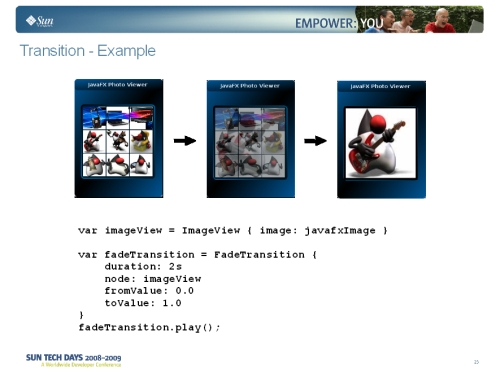 Sun
EMPOWER: YOU
Transition - Example
JavaFX Photo Viewer
JavaFX Photo Viewer
JavaFX Photo Viewer
var imageView = ImageView { image: javafxImage }
var fadeTransition = FadeTransition {
duration: 2s
node: imageView
fromValue: 0.0
toValue: 1.0
}
fadeTransition.play();
SUN TECH DAYS 2008-2009
A Worldwide Developer Conference